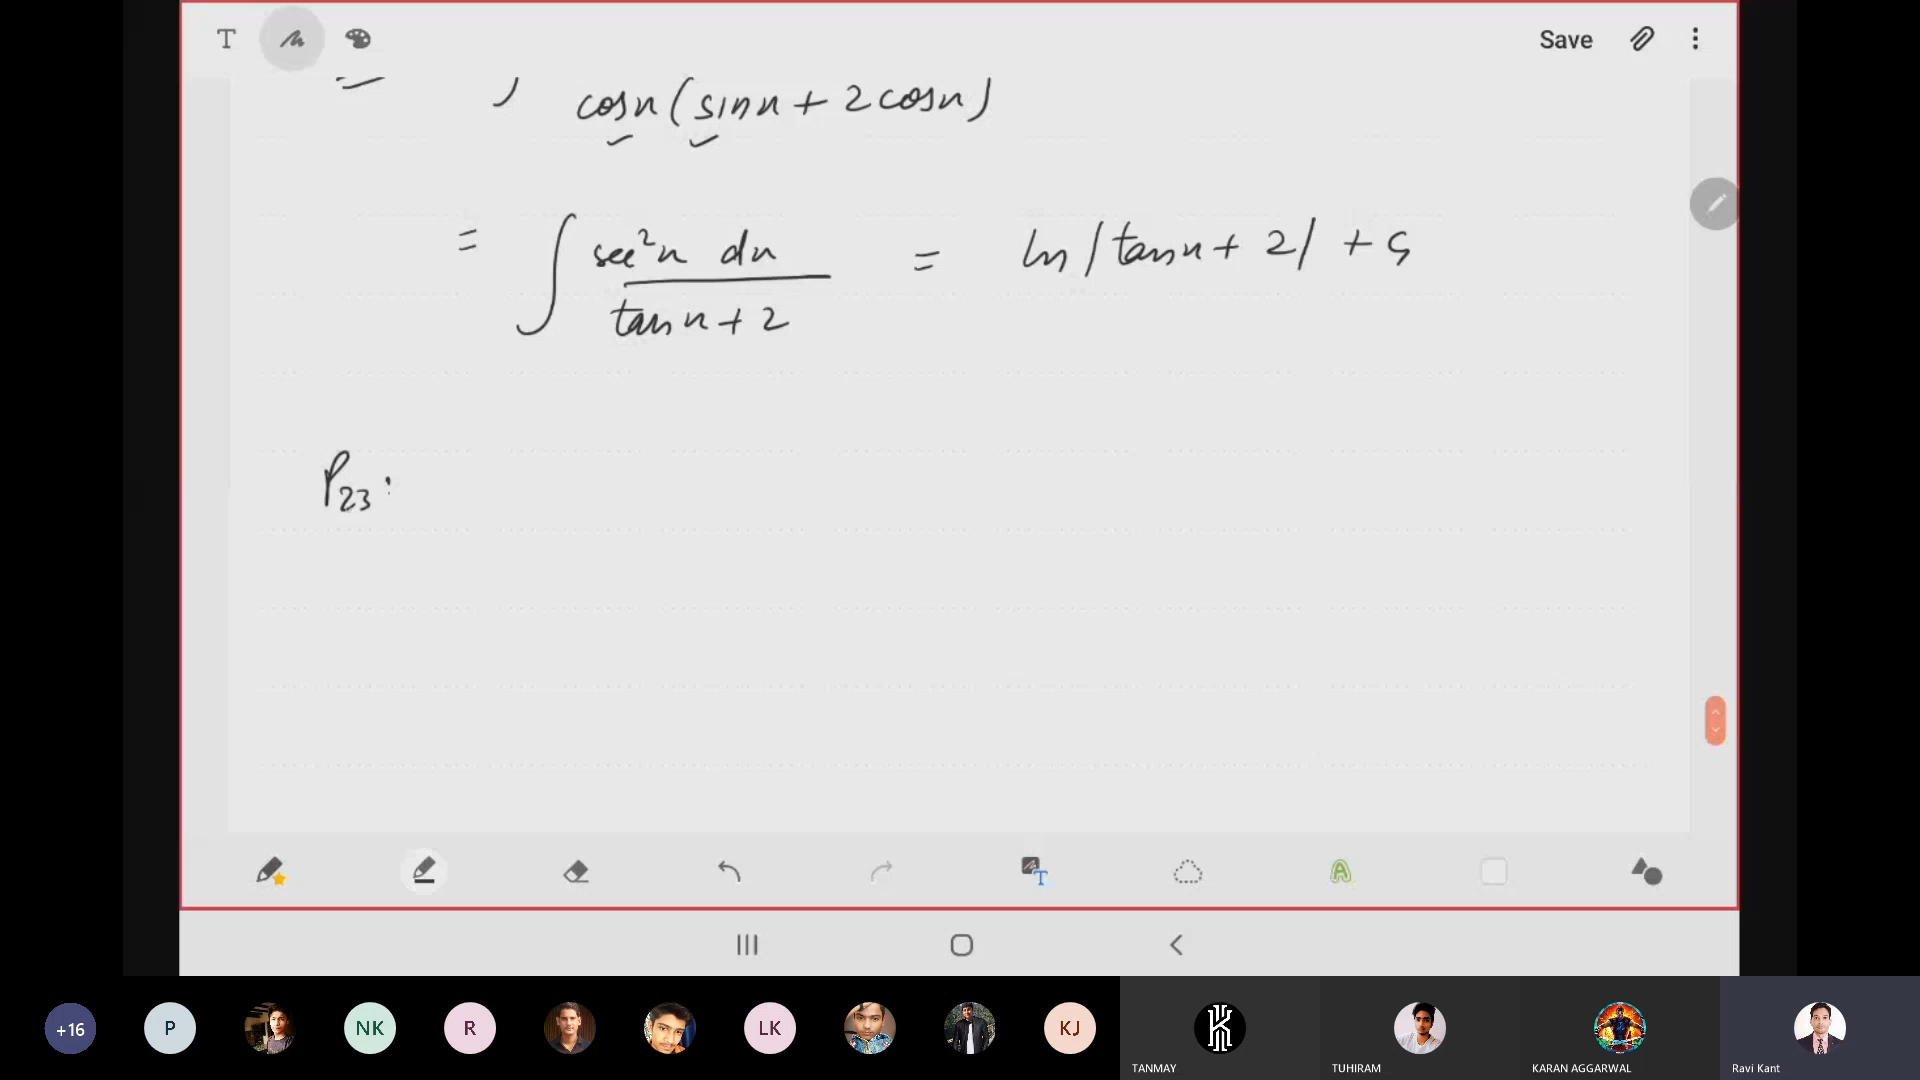 T Save
cosx(sinx + 2cosx)
= ∫ sec²x dx / tanx + 2 = ln|tanx + 2| + c
P₂₃:
T
A
+16 P NK R LK KJ
TANMAY TUHIRAM KARAN AGGARWAL Ravi Kant